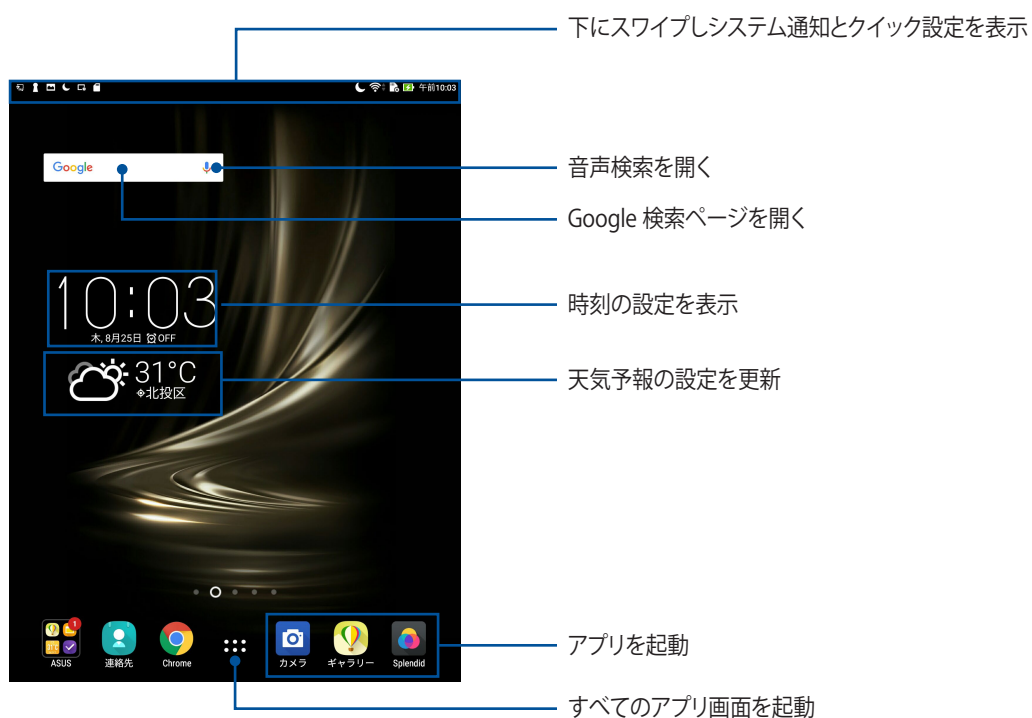 下にスワイプしシステム通知とクイック設定を表示
午前10:03
Google
音声検索を開く
Google 検索ページを開く
10:03
木, 8月25日 OFF
時刻の設定を表示
31°C
北投区
天気予報の設定を更新
1
ASUS
連絡先
Chrome
カメラ
ギャラリー
Splendid
アプリを起動
すべてのアプリ画面を起動